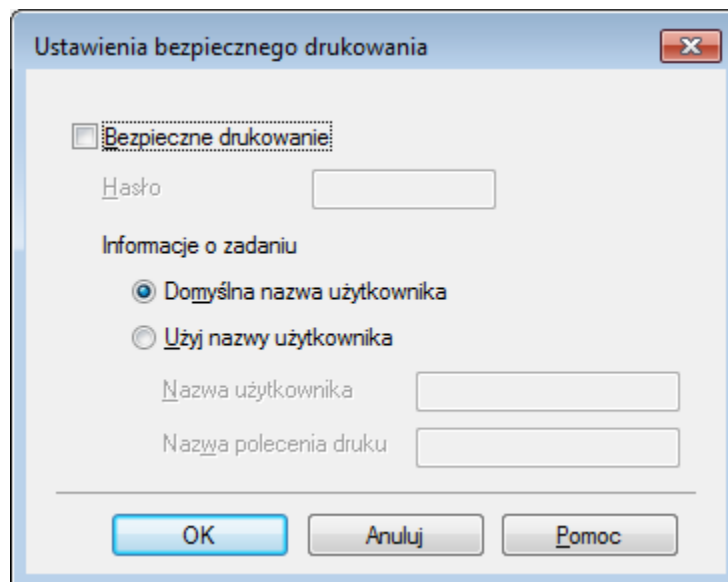 Ustawienia bezpiecznego drukowania
Bezpieczne drukowanie
Hasło
Informacje o zadaniu
Domyślna nazwa użytkownika
Użyj nazwy użytkownika
Nazwa użytkownika
Nazwa polecenia druku
OK Anuluj Pomoc